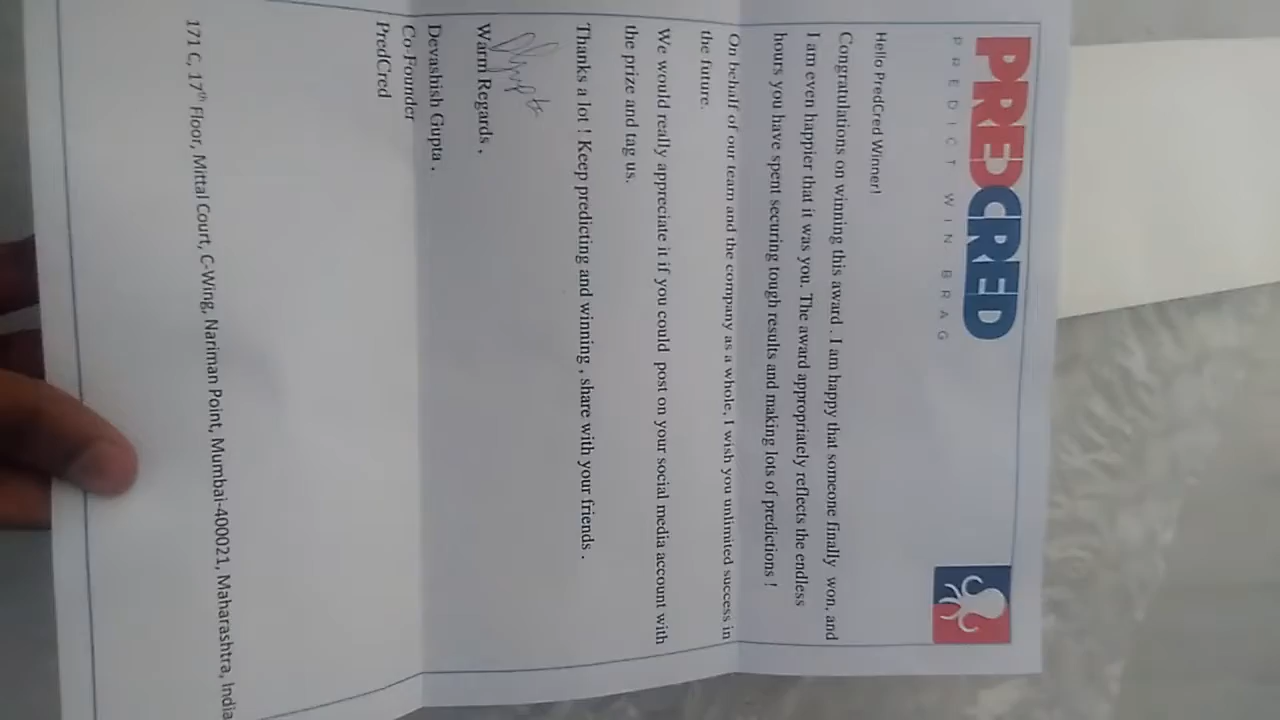 PREDCRED
PREDICT WIN BRAG
Hello PredCred Winner!
Congratulations on winning this award . I am happy that someone finally won, and
I am even happier that it was you. The award appropriately reflects the endless
hours you have spent securing tough results and making lots of predictions !
On behalf of our team and the company as a whole, I wish you unlimited success in
the future.
We would really appreciate it if you could post on your social media account with
the prize and tag us.
Thanks a lot ! Keep predicting and winning , share with your friends .
Warm Regards ,
Devashish Gupta .
Co-Founder
PredCred
171 C, 17th Floor, Mittal Court, C-Wing, Nariman Point, Mumbai-400021, Maharashtra, India